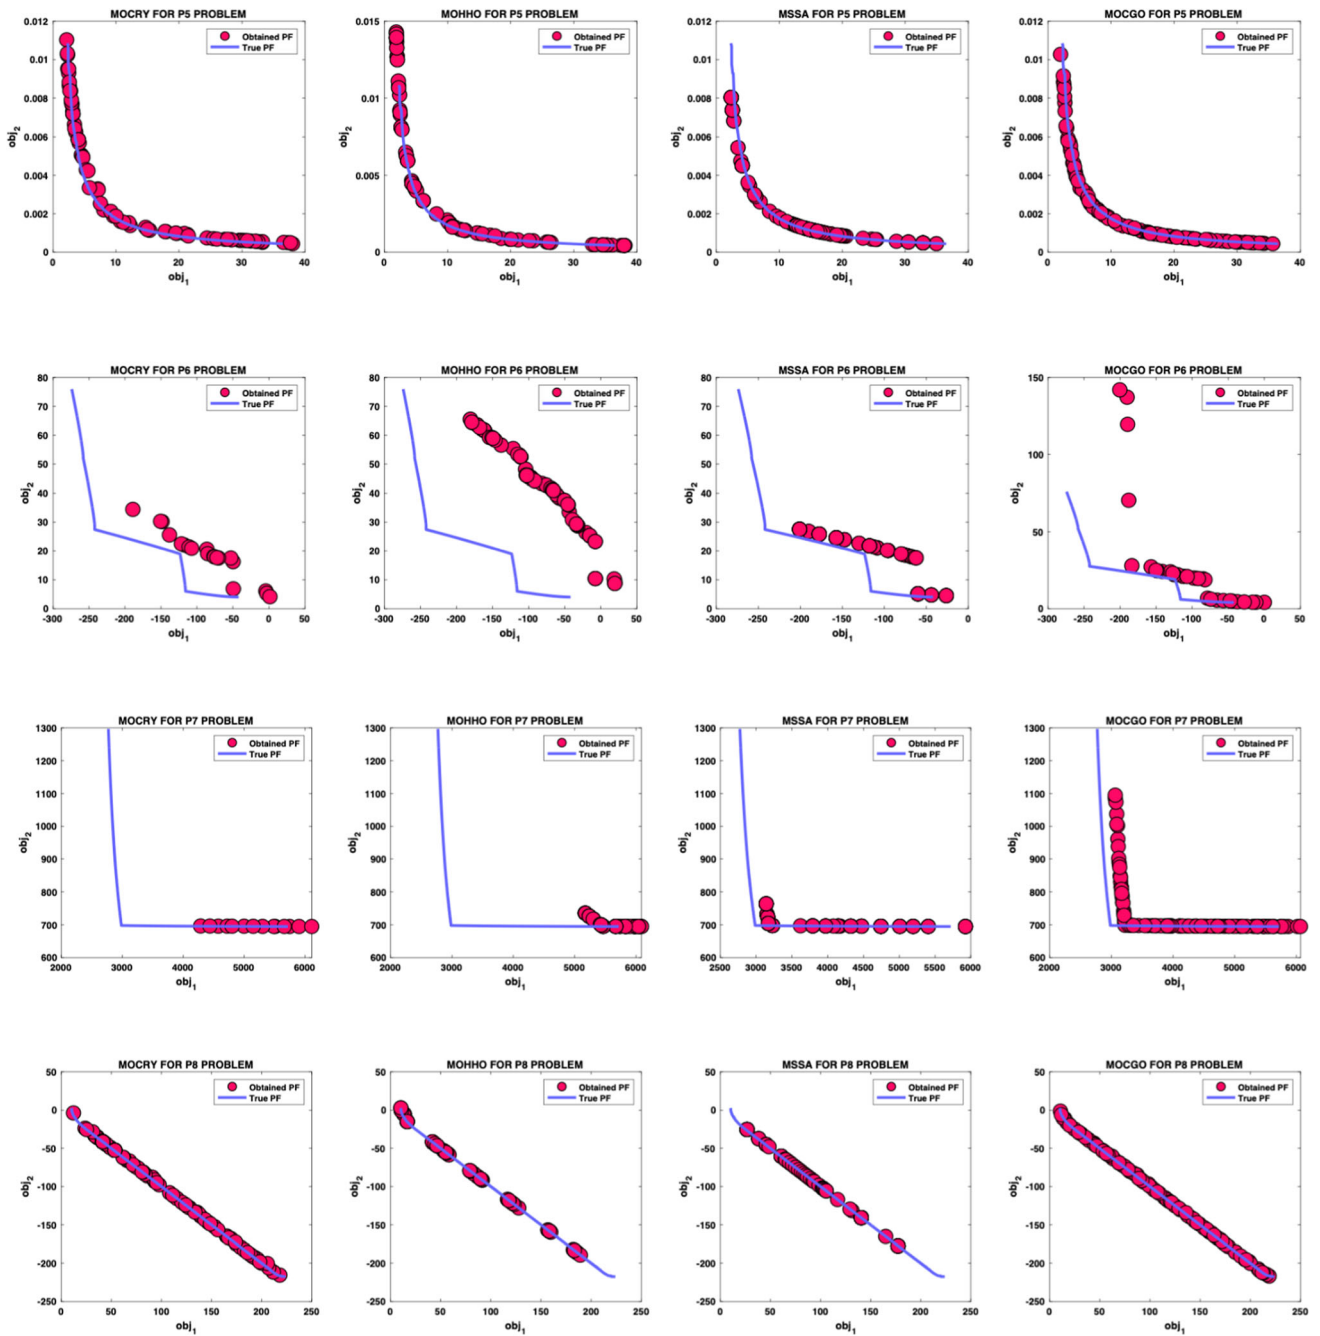 MOCRY FOR P5 PROBLEM
0.012
0.01
0.008
0.006
0.004
0.002
0
obj2
Obtained PF
True PF
0 10 20 30 40
obj1
MOHHO FOR P5 PROBLEM
0.015
0.01
0.005
0
obj2
Obtained PF
True PF
0 10 20 30 40
obj1
MSSA FOR P5 PROBLEM
0.012
0.01
0.008
0.006
0.004
0.002
0
obj2
Obtained PF
True PF
0 10 20 30 40
obj1
MOCGO FOR P5 PROBLEM
0.012
0.01
0.008
0.006
0.004
0.002
0
obj2
Obtained PF
True PF
0 10 20 30 40
obj1
MOCRY FOR P6 PROBLEM
80
70
60
50
40
30
20
10
0
obj2
Obtained PF
True PF
-300 -250 -200 -150 -100 -50 0 50
obj1
MOHHO FOR P6 PROBLEM
80
70
60
50
40
30
20
10
0
obj2
Obtained PF
True PF
-300 -250 -200 -150 -100 -50 0 50
obj1
MSSA FOR P6 PROBLEM
80
70
60
50
40
30
20
10
0
obj2
Obtained PF
True PF
-300 -250 -200 -150 -100 -50 0
obj1
MOCGO FOR P6 PROBLEM
150
100
50
0
obj2
Obtained PF
True PF
-300 -250 -200 -150 -100 -50 0 50
obj1
MOCRY FOR P7 PROBLEM
1300
1200
1100
1000
900
800
700
600
obj2
Obtained PF
True PF
2000 3000 4000 5000 6000
obj1
MOHHO FOR P7 PROBLEM
1300
1200
1100
1000
900
800
700
600
obj2
Obtained PF
True PF
2000 3000 4000 5000 6000
obj1
MSSA FOR P7 PROBLEM
1300
1200
1100
1000
900
800
700
600
obj2
Obtained PF
True PF
2500 3000 3500 4000 4500 5000 5500 6000
obj1
MOCGO FOR P7 PROBLEM
1300
1200
1100
1000
900
800
700
600
obj2
Obtained PF
True PF
2000 3000 4000 5000 6000
obj1
MOCRY FOR P8 PROBLEM
50
0
-50
-100
-150
-200
-250
obj2
Obtained PF
True PF
0 50 100 150 200 250
obj1
MOHHO FOR P8 PROBLEM
50
0
-50
-100
-150
-200
-250
obj2
Obtained PF
True PF
0 50 100 150 200 250
obj1
MSSA FOR P8 PROBLEM
50
0
-50
-100
-150
-200
-250
obj2
Obtained PF
True PF
0 50 100 150 200 250
obj1
MOCGO FOR P8 PROBLEM
50
0
-50
-100
-150
-200
-250
obj2
Obtained PF
True PF
0 50 100 150 200 250
obj1